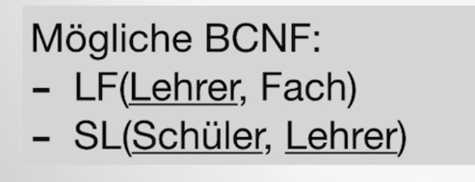 Mögliche BCNF:
- LF(Lehrer, Fach)
- SL(Schüler, Lehrer)